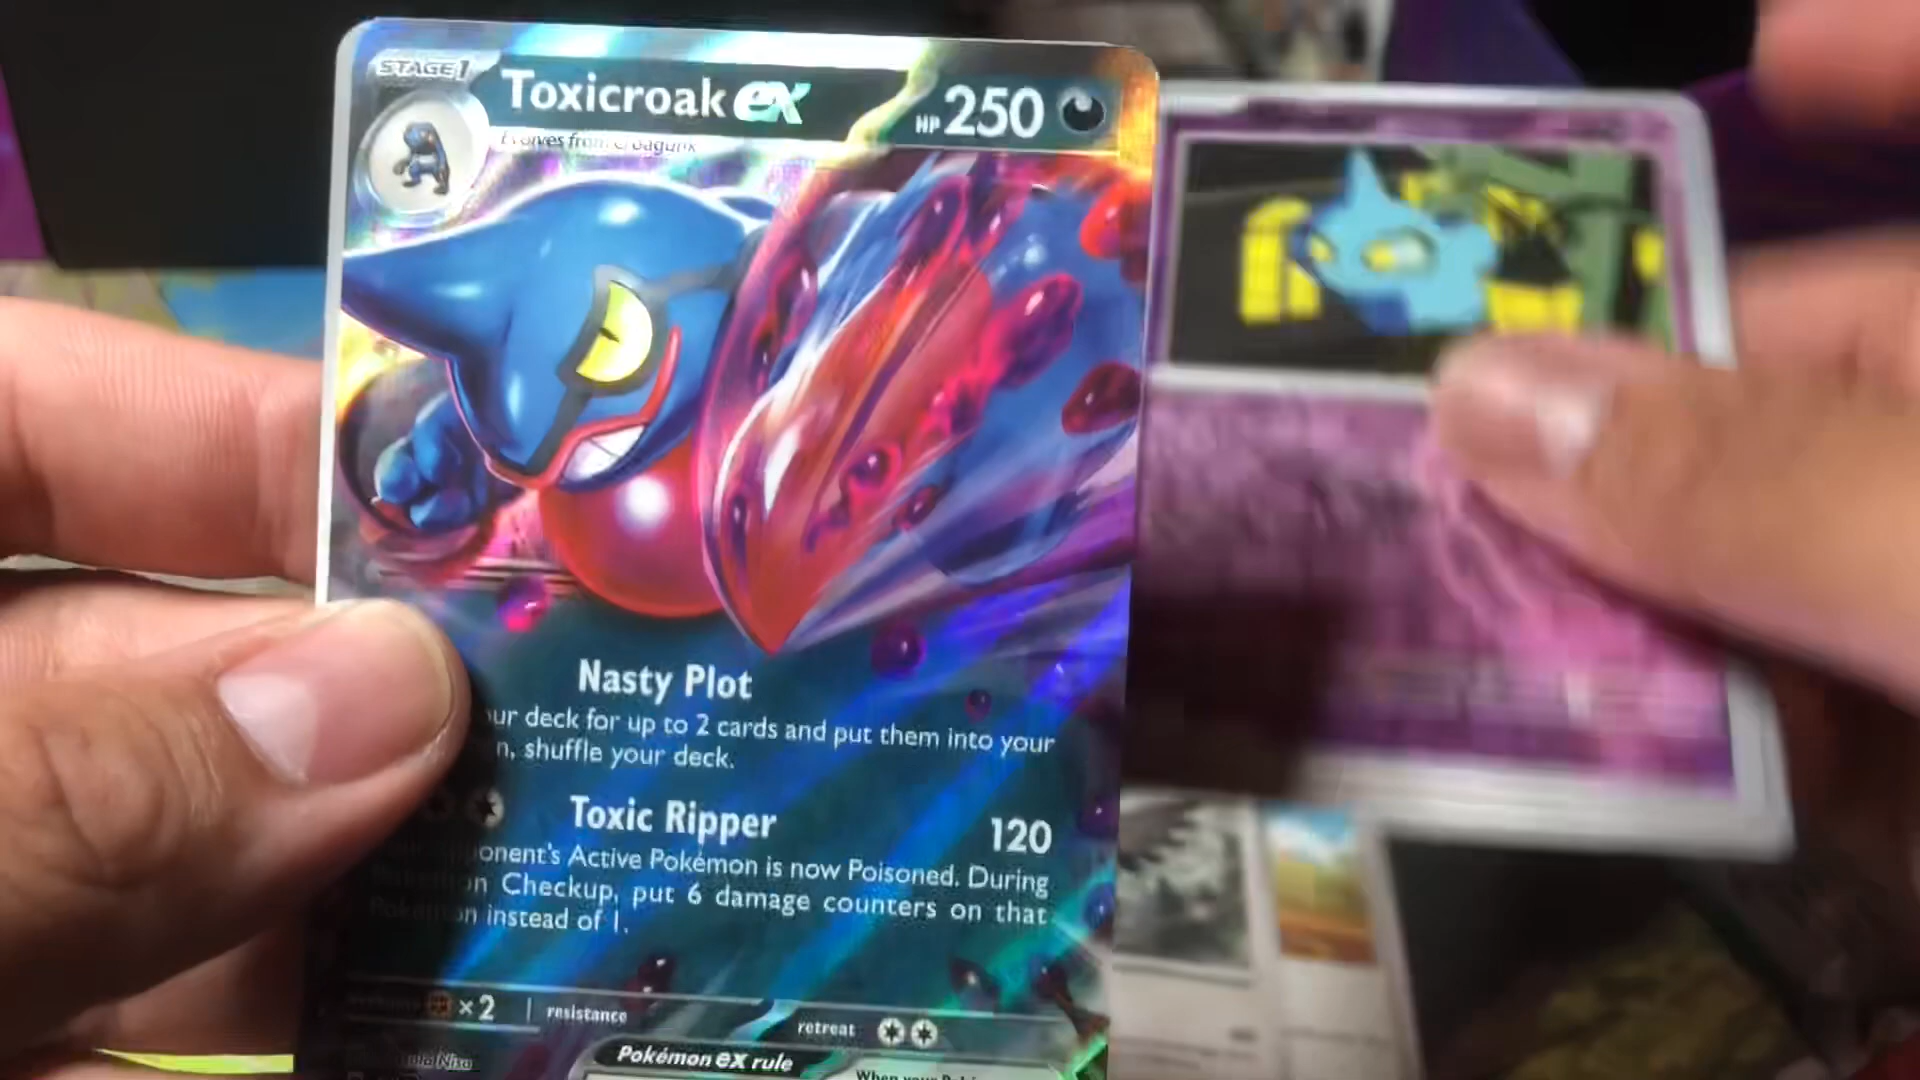 STAGE 1
Toxicroak ex HP 250
Evolves from Croagunk
Nasty Plot
ur deck for up to 2 cards and put them into your
n, shuffle your deck.
Toxic Ripper 120
onent's Active Pokémon is now Poisoned. During
n Checkup, put 6 damage counters on that
Pokémon instead of 1.
×2 resistance
retreat
Pokémon ex rule
When your